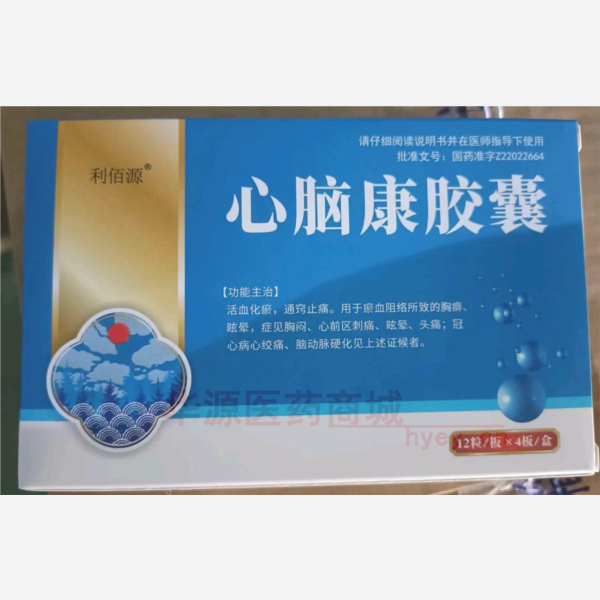 请仔细阅读说明书并在医师指导下使用
批准文号：国药准字Z22022664
利佰源®
心脑康胶囊
【功能主治】
活血化瘀，通窍止痛。用于瘀血阻络所致的胸痹、
眩晕，症见胸闷、心前区刺痛、眩晕、头痛；冠
心病心绞痛、脑动脉硬化见上述证候者。
华源医药商城
hye
12粒/板×4板/盒